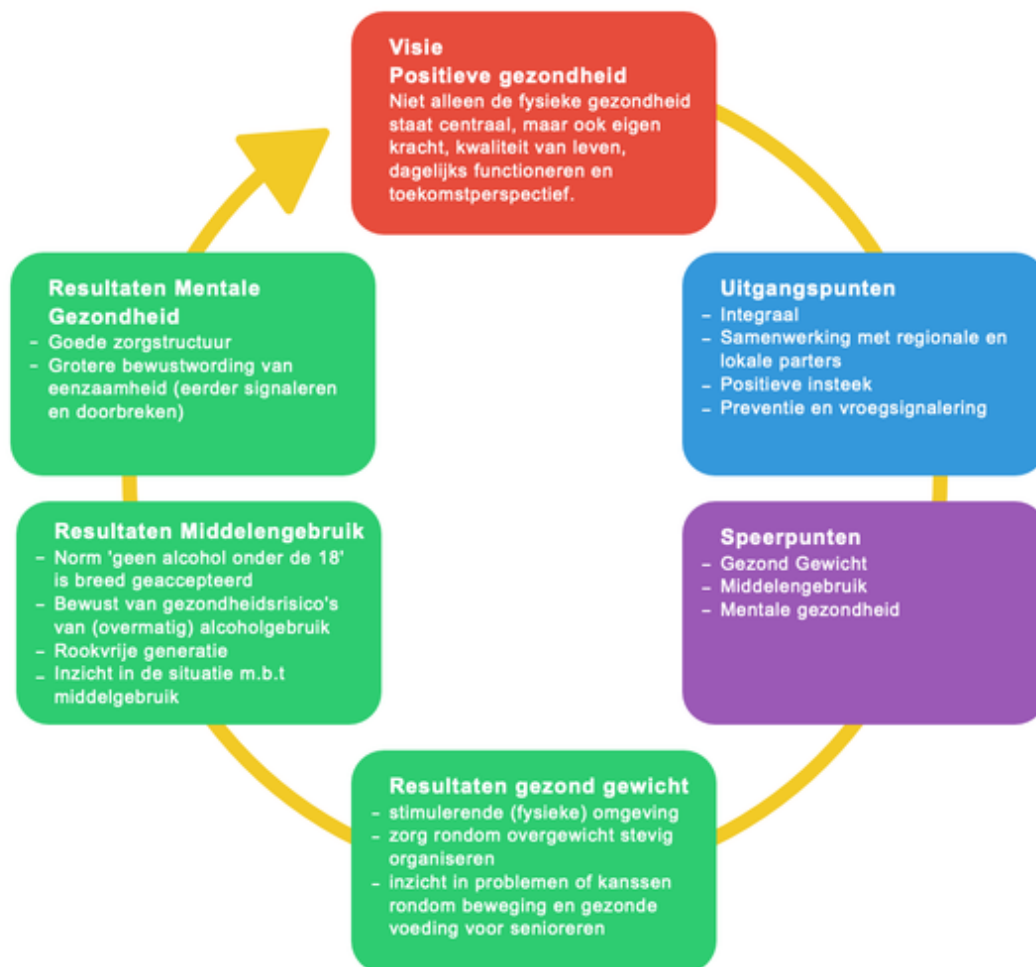 Visie
Positieve gezondheid
Niet alleen de fysieke gezondheid
staat centraal, maar ook eigen
kracht, kwaliteit van leven,
dagelijks functioneren en
toekomstperspectief.
Uitgangspunten
– Integraal
– Samenwerking met regionale en
lokale parters
– Positieve insteek
– Preventie en vroegsignalering
Speerpunten
– Gezond Gewicht
– Middelengebruik
– Mentale gezondheid
Resultaten gezond gewicht
– stimulerende (fysieke) omgeving
– zorg rondom overgewicht stevig
organiseren
– inzicht in problemen of kanssen
rondom beweging en gezonde
voeding voor senioreren
Resultaten Middelengebruik
– Norm 'geen alcohol onder de 18'
is breed geaccepteerd
– Bewust van gezondheidsrisico's
van (overmatig) alcoholgebruik
– Rookvrije generatie
– Inzicht in de situatie m.b.t
middelgebruik
Resultaten Mentale
Gezondheid
– Goede zorgstructuur
– Grotere bewustwording van
eenzaamheid (eerder signaleren
en doorbreken)